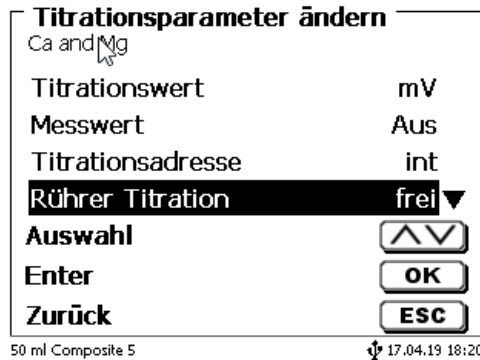 Titrationsparameter ändern
Ca and Mg
Titrationswert mV
Messwert Aus
Titrationsadresse int
Rührer Titration frei
Auswahl
Enter OK
Zurück ESC
50 ml Composite 5 17.04.19 18:20